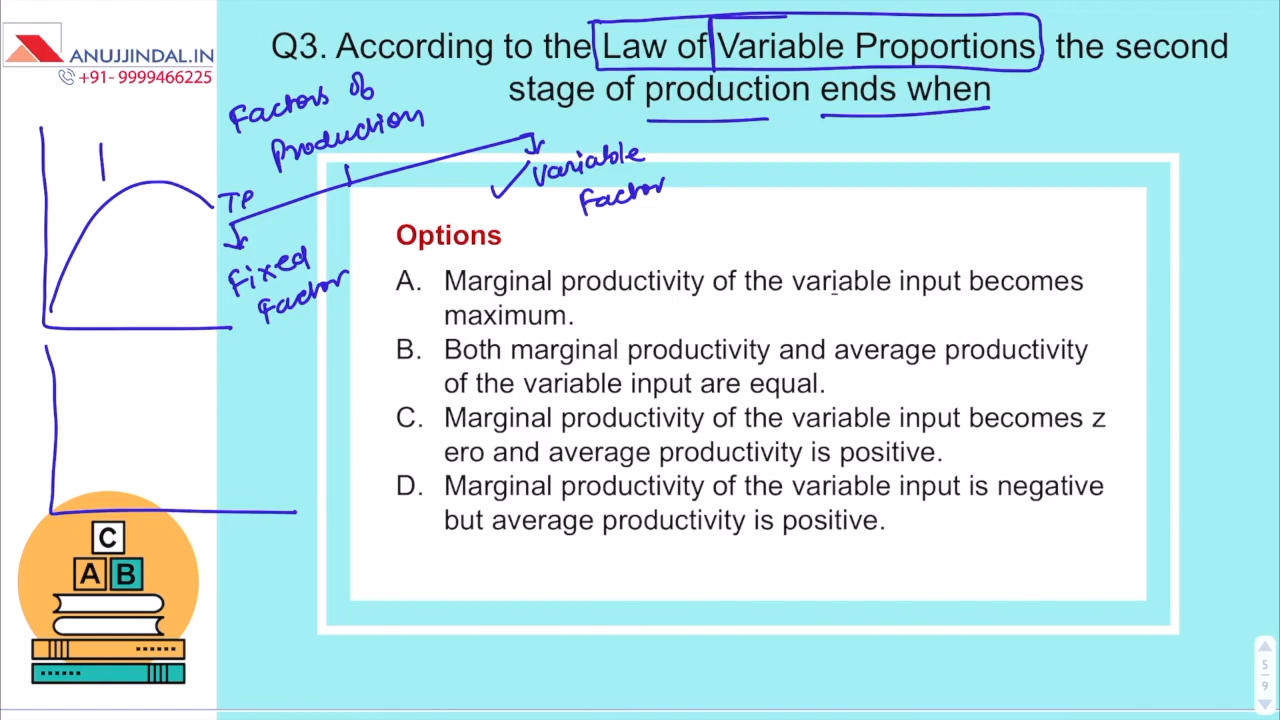 ANUJJINDAL.IN
+91- 9999466225
Q3. According to the Law of Variable Proportions the second
stage of production ends when
Factors of
Production
Variable
Factor
TP
Fixed
Factor
Options
A. Marginal productivity of the variable input becomes
maximum.
B. Both marginal productivity and average productivity
of the variable input are equal.
C. Marginal productivity of the variable input becomes z
ero and average productivity is positive.
D. Marginal productivity of the variable input is negative
but average productivity is positive.
C
A B
5
9